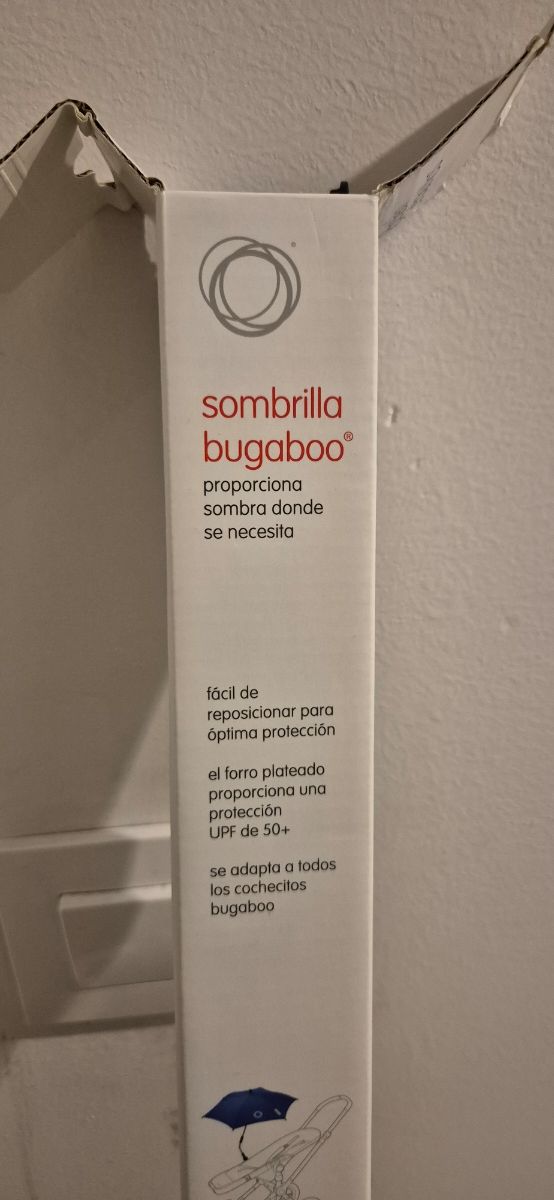 sombrilla
bugaboo®
proporciona
sombra donde
se necesita
fácil de
reposicionar para
óptima protección
el forro plateado
proporciona una
protección
UPF de 50+
se adapta a todos
los cochecitos
bugaboo